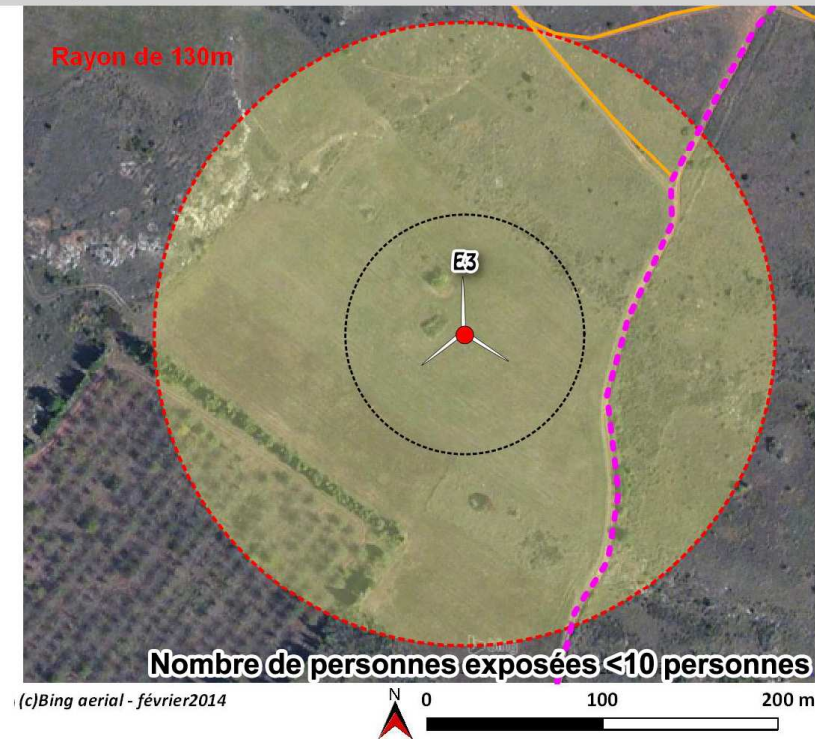 Rayon de 130m
E3
Nombre de personnes exposées <10 personnes
(c)Bing aerial - février2014
N
0 100 200 m